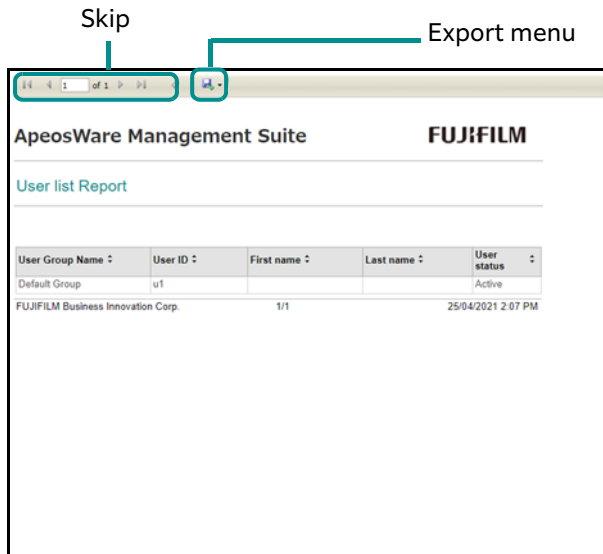 Skip
Export menu
1 of 1
ApeosWare Management Suite
FUJIFILM
User list Report
User Group Name User ID First name Last name User status
Default Group u1 Active
FUJIFILM Business Innovation Corp. 1/1 25/04/2021 2:07 PM